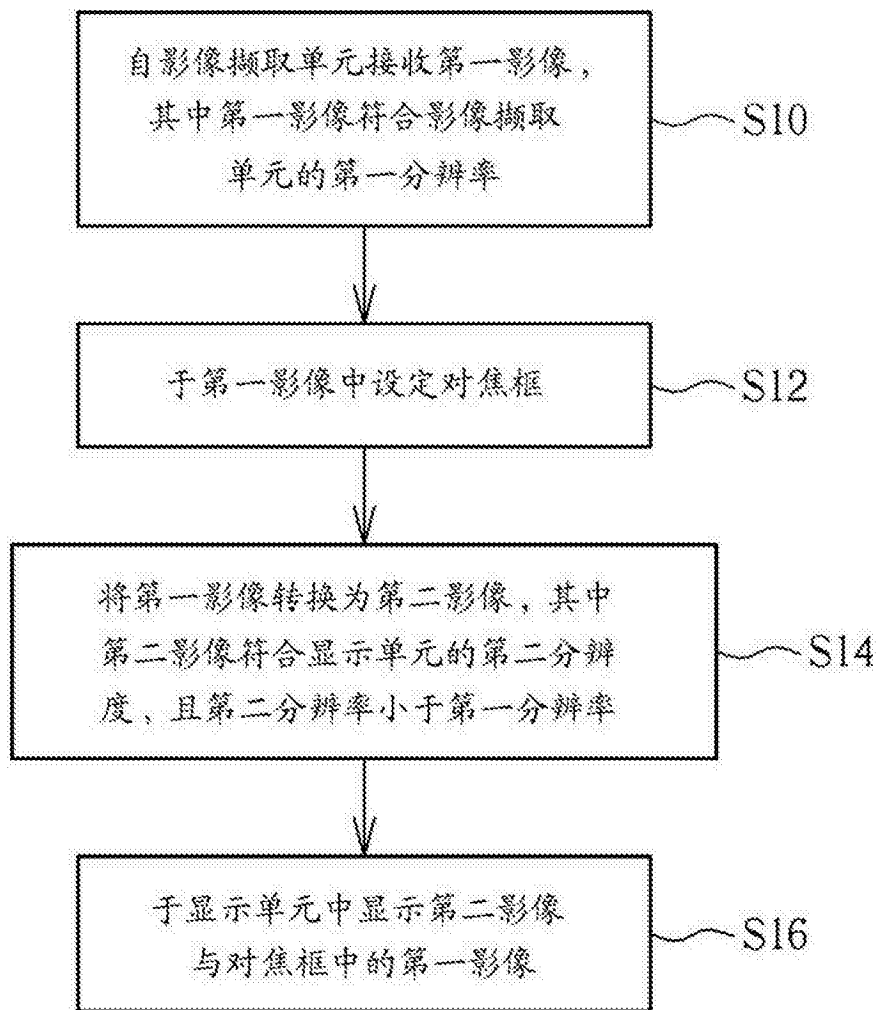 自影像撷取单元接收第一影像，
其中第一影像符合影像撷取
单元的第一分辨率
S10
于第一影像中设定对焦框
S12
将第一影像转换为第二影像，其中
第二影像符合显示单元的第二分辨
度、且第二分辨率小于第一分辨率
S14
于显示单元中显示第二影像
与对焦框中的第一影像
S16